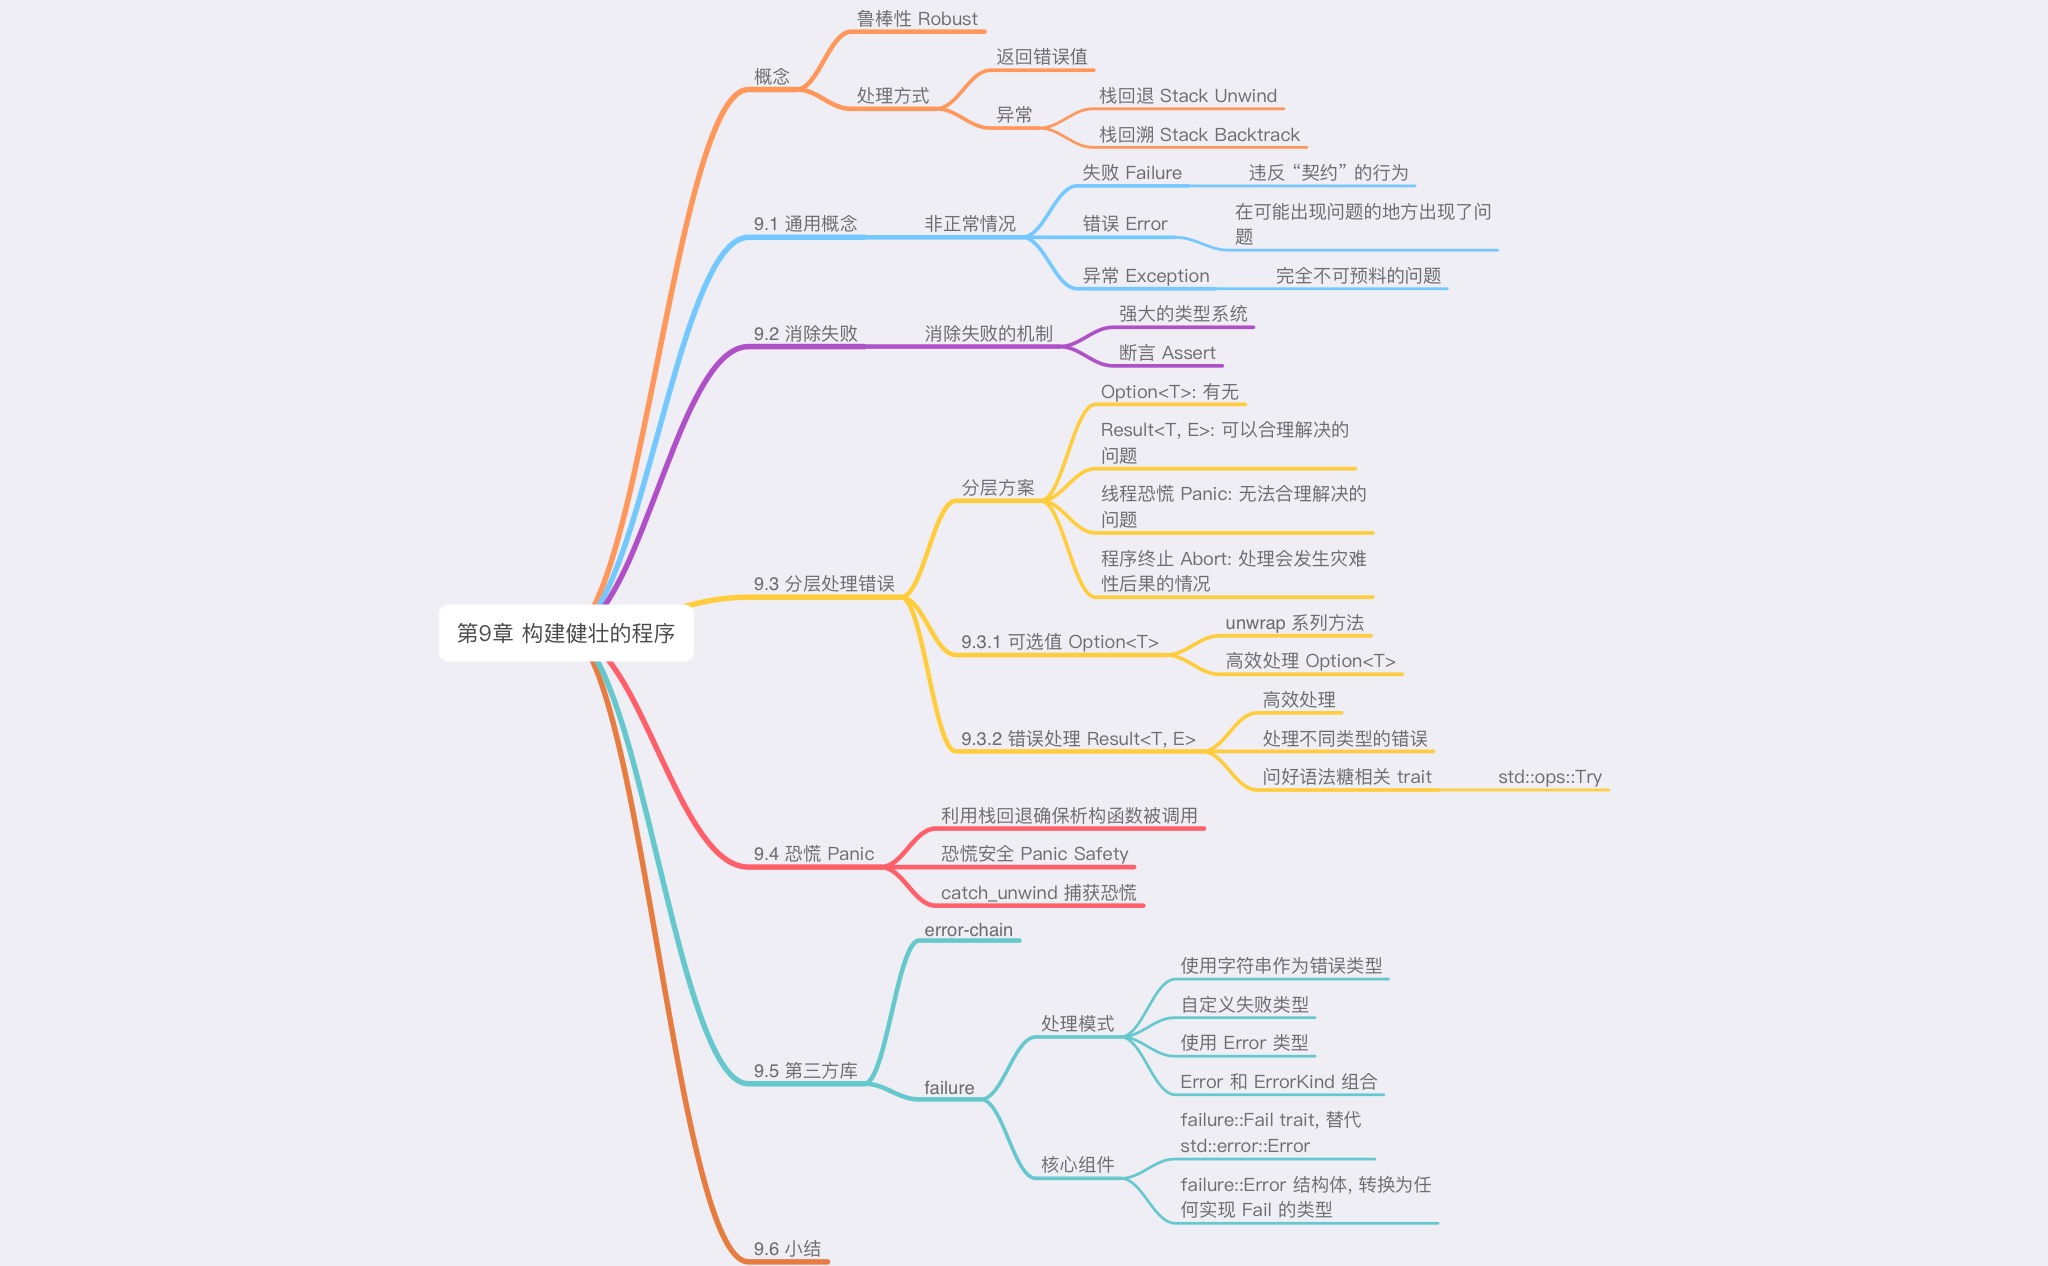 鲁棒性 Robust
返回错误值
概念
处理方式
栈回退 Stack Unwind
异常
栈回溯 Stack Backtrack
失败 Failure
违反 “契约” 的行为
9.1 通用概念
非正常情况
错误 Error
在可能出现问题的地方出现了问
题
异常 Exception
完全不可预料的问题
9.2 消除失败
消除失败的机制
强大的类型系统
断言 Assert
Option<T>: 有无
Result<T, E>: 可以合理解决的
问题
分层方案
线程恐慌 Panic: 无法合理解决的
问题
程序终止 Abort: 处理会发生灾难
性后果的情况
9.3 分层处理错误
第9章 构建健壮的程序
9.3.1 可选值 Option<T>
unwrap 系列方法
高效处理 Option<T>
高效处理
9.3.2 错误处理 Result<T, E>
处理不同类型的错误
问好语法糖相关 trait
std::ops::Try
利用栈回退确保析构函数被调用
9.4 恐慌 Panic
恐慌安全 Panic Safety
catch_unwind 捕获恐慌
error-chain
9.5 第三方库
failure
处理模式
使用字符串作为错误类型
自定义失败类型
使用 Error 类型
Error 和 ErrorKind 组合
核心组件
failure::Fail trait, 替代
std::error::Error
failure::Error 结构体, 转换为任
何实现 Fail 的类型
9.6 小结